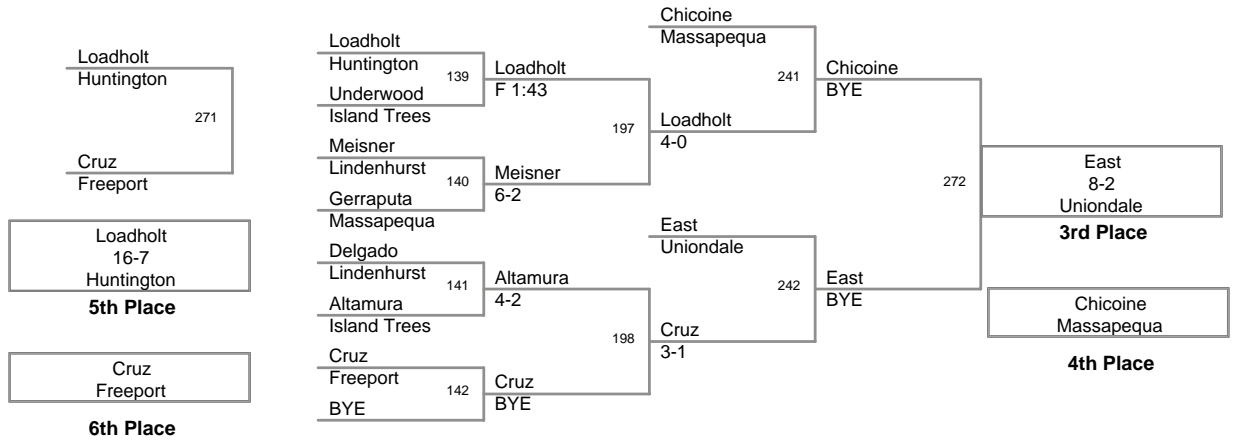 Loadholt
Huntington
271
Cruz
Freeport
Loadholt
16-7
Huntington
5th Place
Cruz
Freeport
6th Place
Loadholt
Huntington
139
Underwood
Island Trees
Meisner
Lindenhurst
140
Gerraputa
Massapequa
Delgado
Lindenhurst
141
Altamura
Island Trees
Cruz
Freeport
142
BYE
Loadholt
F 1:43
197
Meisner
6-2
Altamura
4-2
198
Cruz
BYE
Chicoine
Massapequa
241
Loadholt
4-0
East
Uniondale
242
Cruz
3-1
Chicoine
BYE
272
East
BYE
East
8-2
Uniondale
3rd Place
Chicoine
Massapequa
4th Place